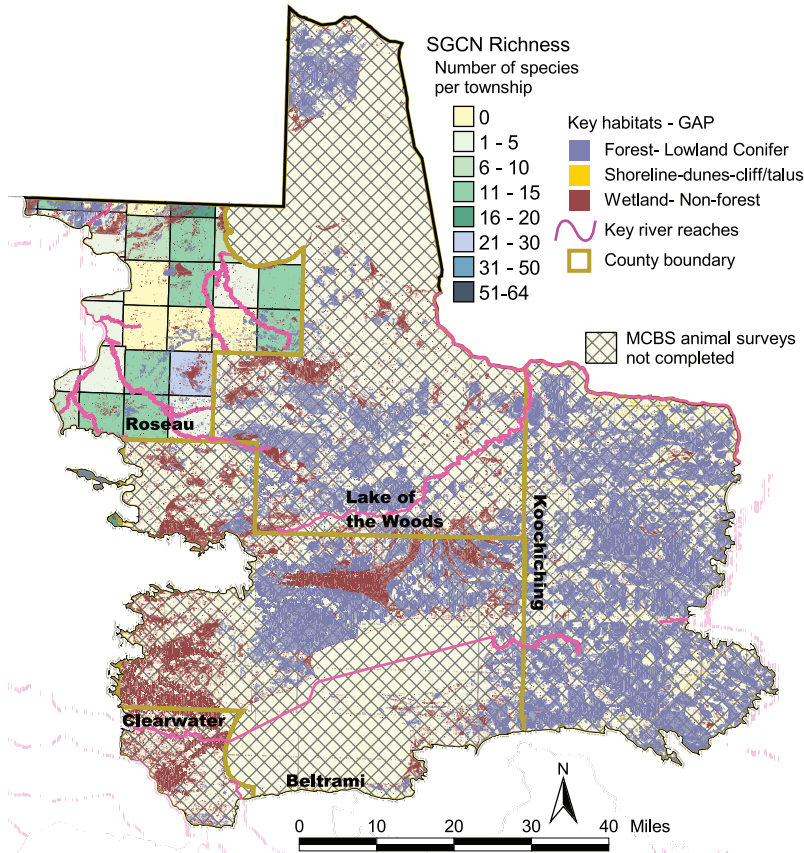 SGCN Richness
Number of species
per township
0
1 - 5
6 - 10
11 - 15
16 - 20
21 - 30
31 - 50
51-64
Key habitats - GAP
Forest- Lowland Conifer
Shoreline-dunes-cliff/talus
Wetland- Non-forest
Key river reaches
County boundary
MCBS animal surveys
not completed
Roseau
Lake of
the Woods
Koochiching
Clearwater
Beltrami
N
0 10 20 30 40 Miles